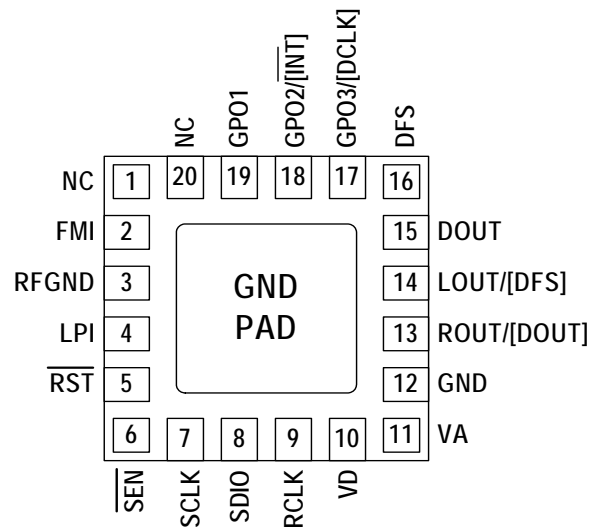 NC
GPO1
GPO2/[INT]
GPO3/[DCLK]
DFS
20
19
18
17
16
NC 1
FMI 2
15 DOUT
RFGND 3
14 LOUT/[DFS]
GND
PAD
LPI 4
13 ROUT/[DOUT]
RST 5
12 GND
6
7
8
9
10
11 VA
SEN
SCLK
SDIO
RCLK
VD